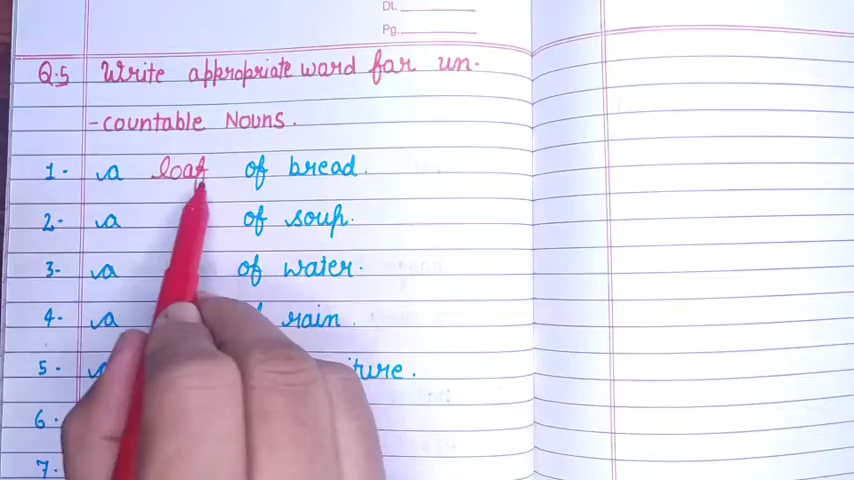 Dt.
Pg.
Q.5 Write appropriate word for un-
-countable Nouns.
1- a loaf of bread.
2- a of soup.
3- a of water.
4- a rain.
5-
6-
7-